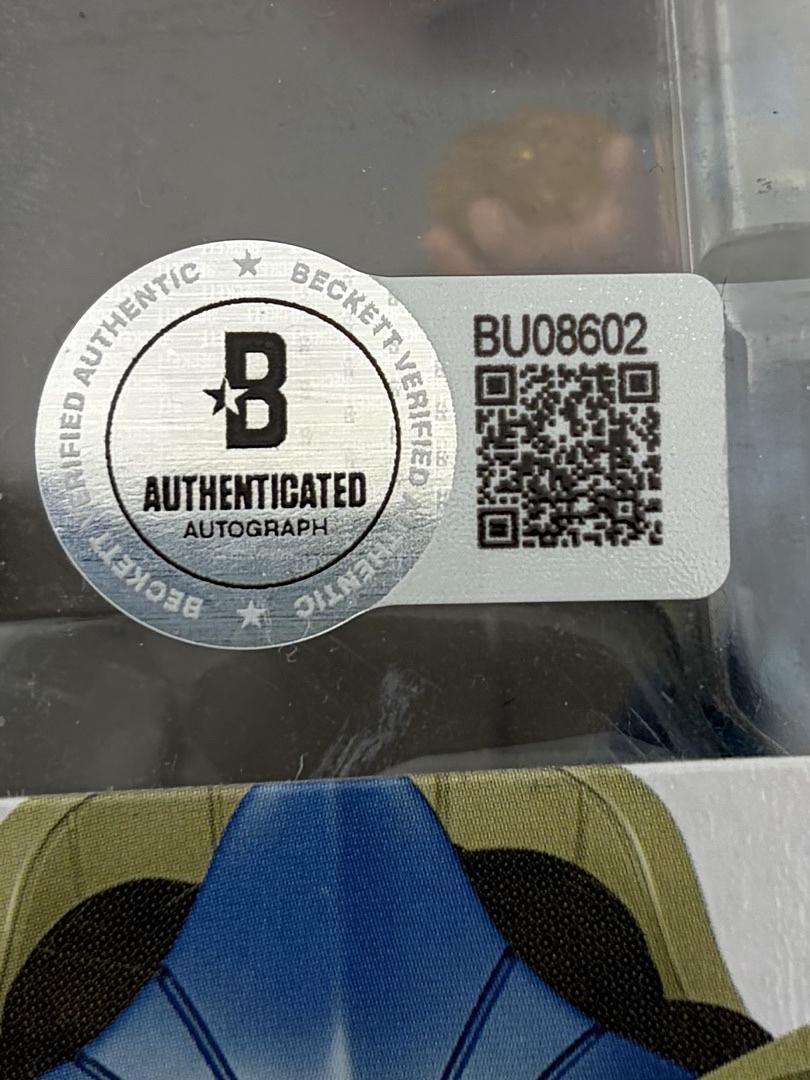 BECKETT VERIFIED AUTHENTIC ★ BECKETT VERIFIED AUTHENTIC ★
B
AUTHENTICATED
AUTOGRAPH
BU08602